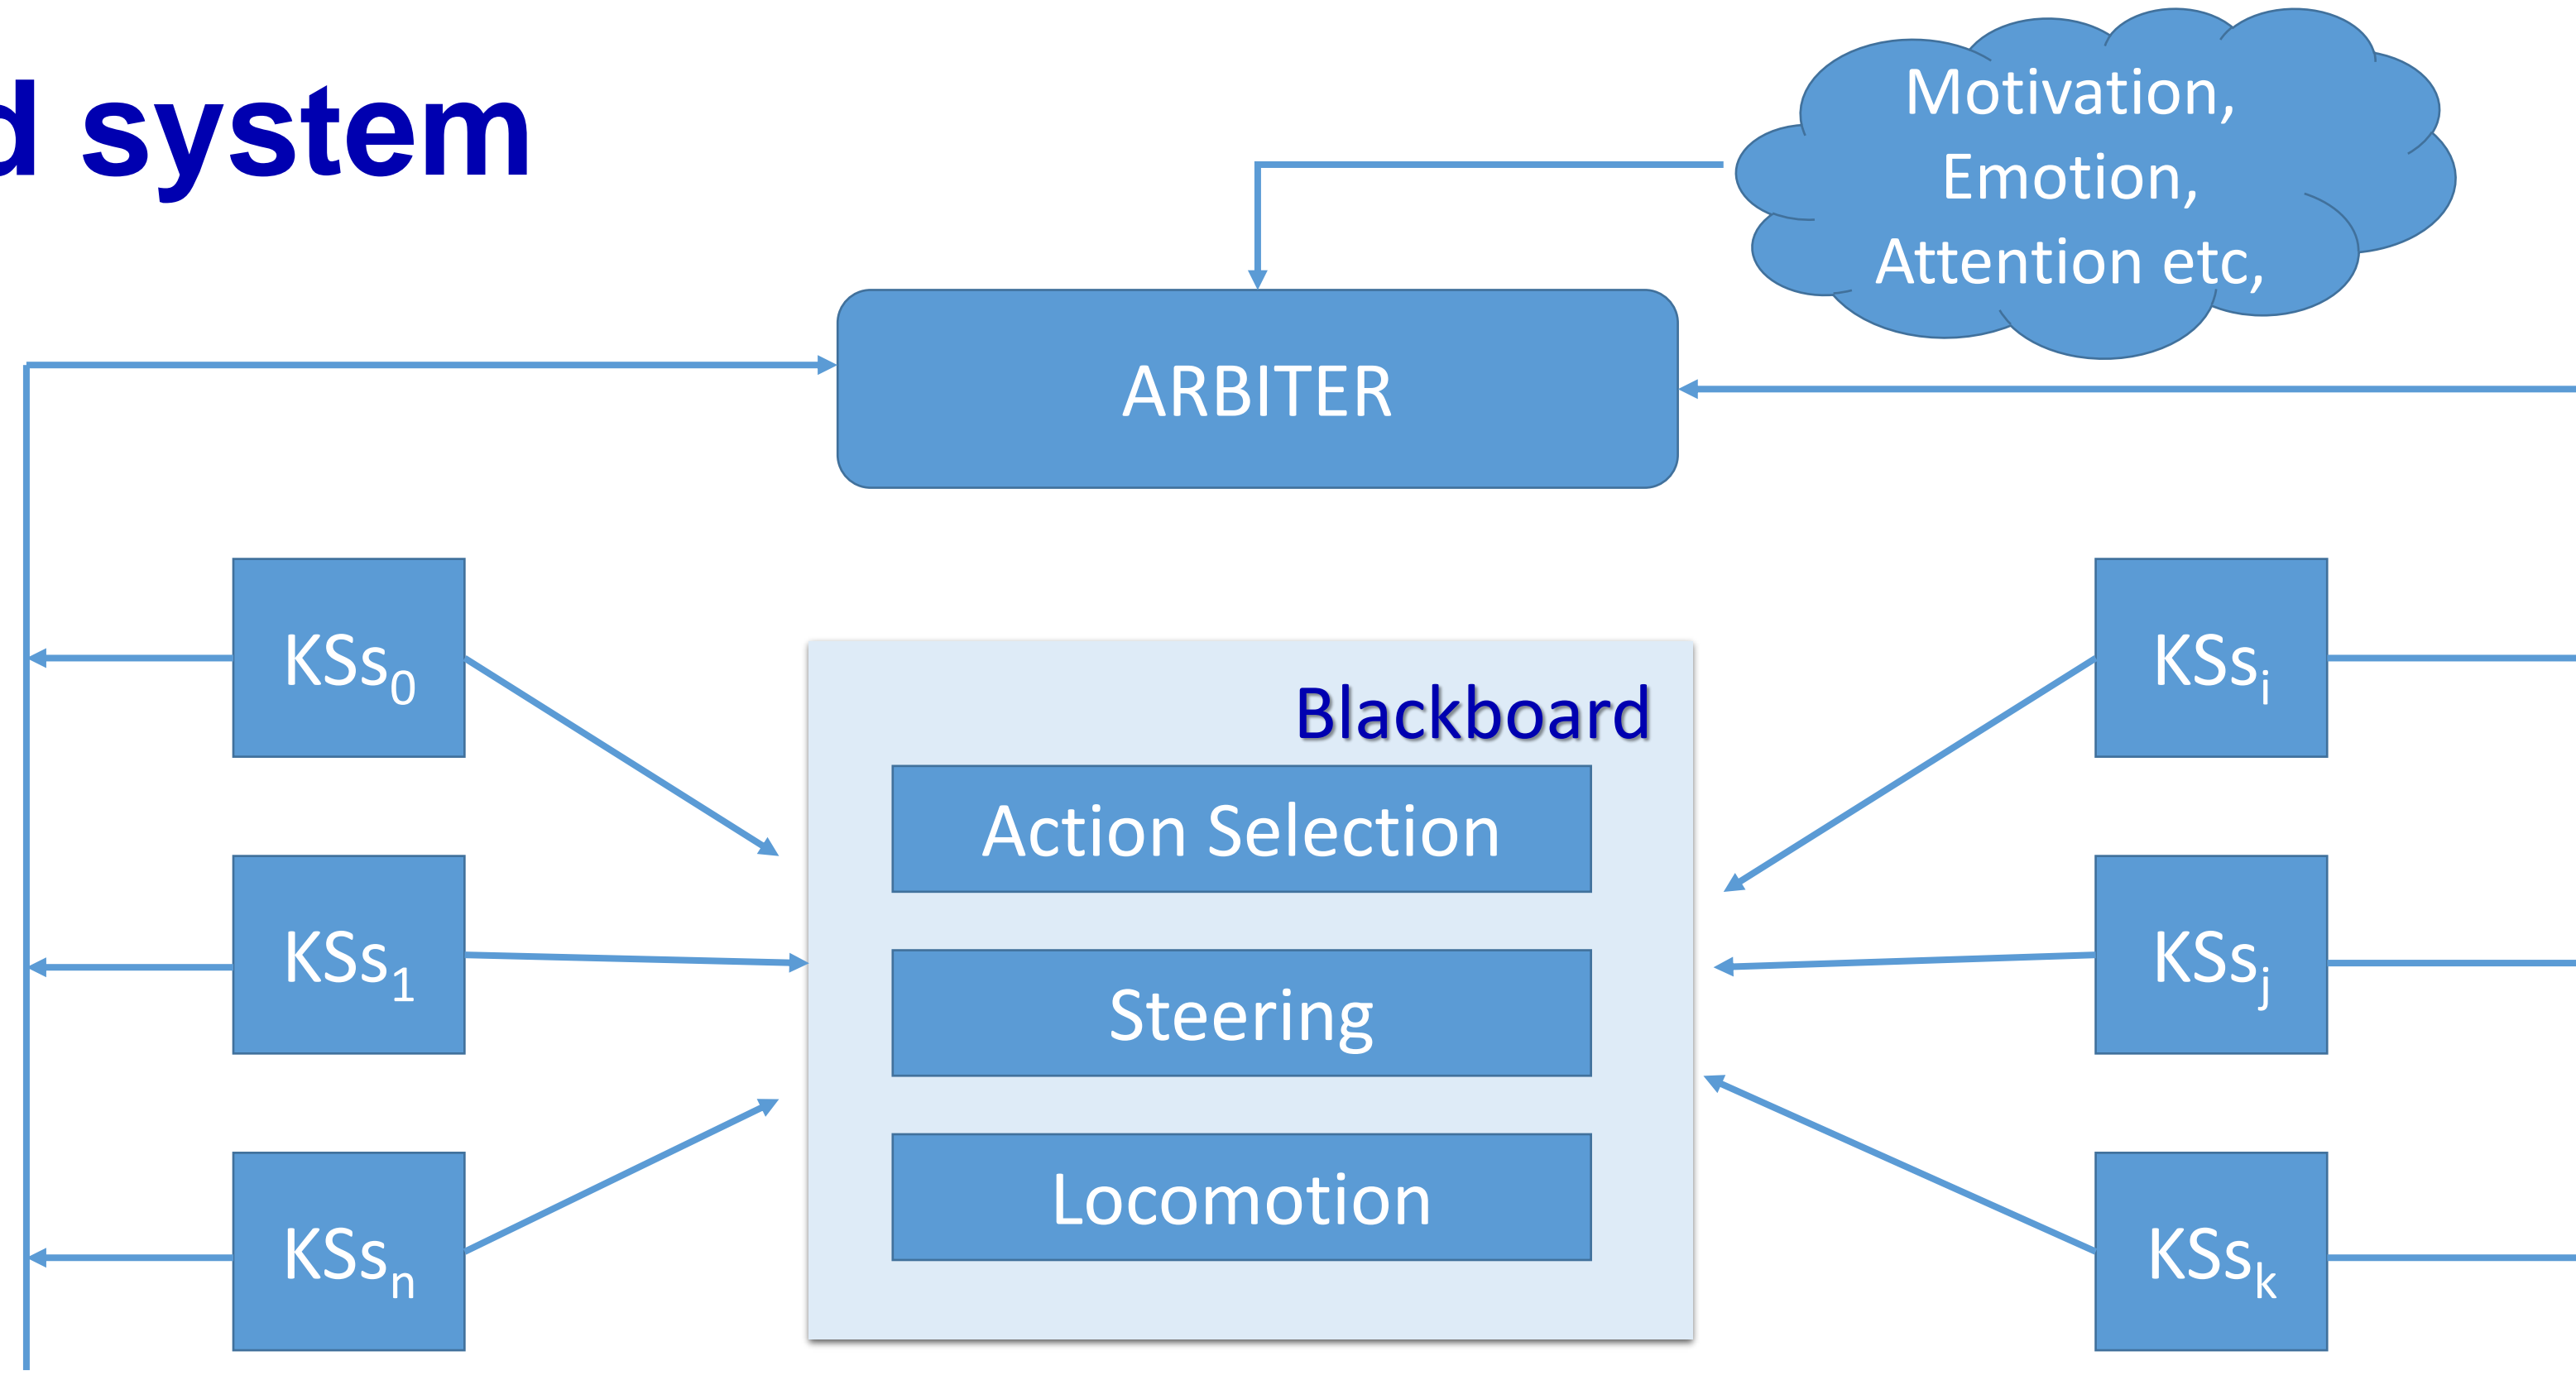 d system
Motivation,
Emotion,
Attention etc,
ARBITER
KSs0
KSsi
Blackboard
Action Selection
KSs1
KSsj
Steering
Locomotion
KSsn
KSsk